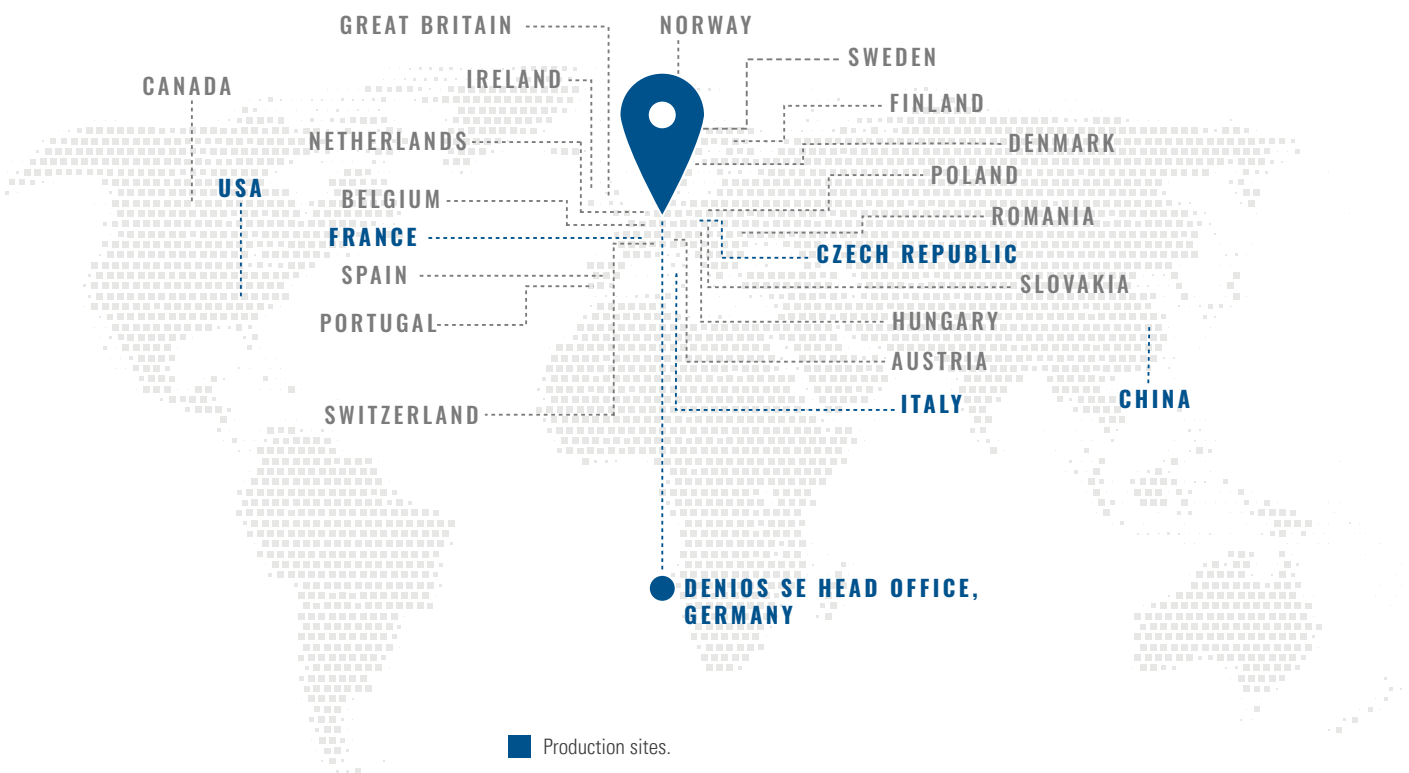 GREAT BRITAIN
NORWAY
SWEDEN
CANADA
IRELAND
FINLAND
NETHERLANDS
DENMARK
POLAND
USA
BELGIUM
ROMANIA
FRANCE
CZECH REPUBLIC
SPAIN
SLOVAKIA
PORTUGAL
HUNGARY
AUSTRIA
SWITZERLAND
ITALY
CHINA
DENIOS SE HEAD OFFICE,
GERMANY
Production sites.